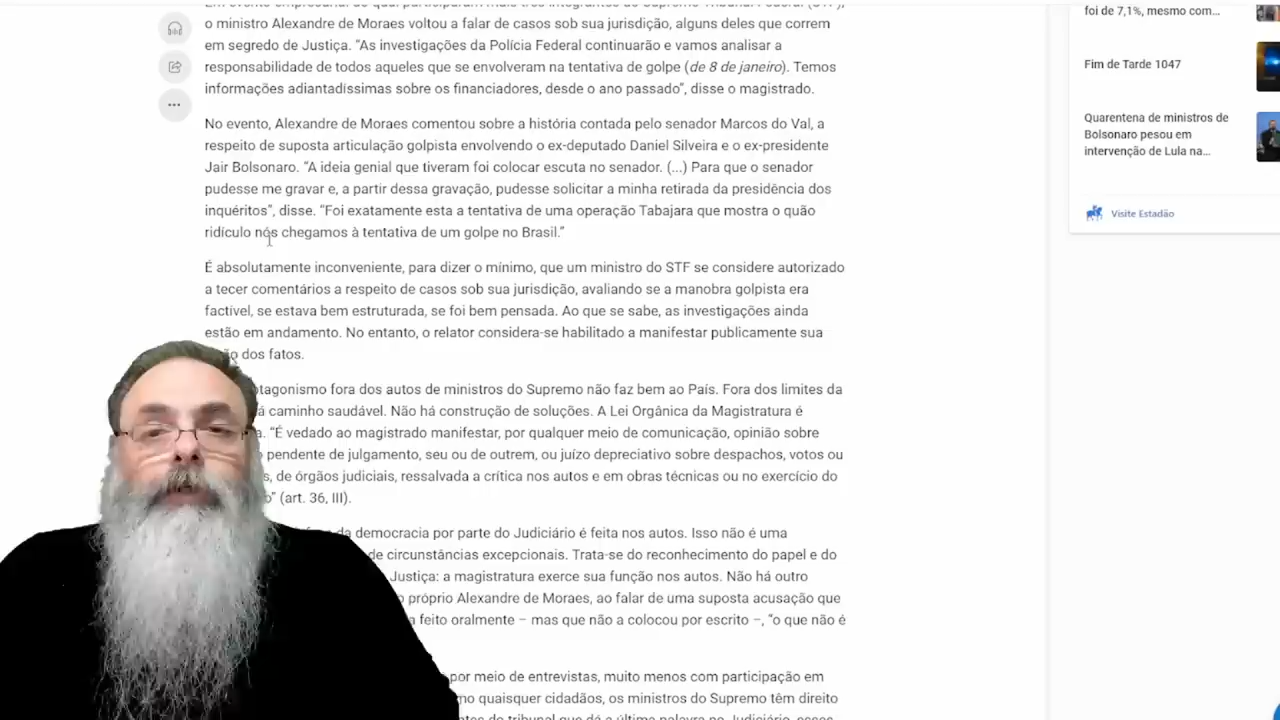 o ministro Alexandre de Moraes voltou a falar de casos sob sua jurisdição, alguns deles que correm
em segredo de Justiça. “As investigações da Polícia Federal continuarão e vamos analisar a
responsabilidade de todos aqueles que se envolveram na tentativa de golpe (de 8 de janeiro). Temos
informações adiantadíssimas sobre os financiadores, desde o ano passado”, disse o magistrado.
No evento, Alexandre de Moraes comentou sobre a história contada pelo senador Marcos do Val, a
respeito de suposta articulação golpista envolvendo o ex-deputado Daniel Silveira e o ex-presidente
Jair Bolsonaro. “A ideia genial que tiveram foi colocar escuta no senador. (...) Para que o senador
pudesse me gravar e, a partir dessa gravação, pudesse solicitar a minha retirada da presidência dos
inquéritos”, disse. “Foi exatamente esta a tentativa de uma operação Tabajara que mostra o quão
ridículo nós chegamos à tentativa de um golpe no Brasil.”
É absolutamente inconveniente, para dizer o mínimo, que um ministro do STF se considere autorizado
a tecer comentários a respeito de casos sob sua jurisdição, avaliando se a manobra golpista era
factível, se estava bem estruturada, se foi bem pensada. Ao que se sabe, as investigações ainda
estão em andamento. No entanto, o relator considera-se habilitado a manifestar publicamente sua
dos fatos.
otagonismo fora dos autos de ministros do Supremo não faz bem ao País. Fora dos limites da
á caminho saudável. Não há construção de soluções. A Lei Orgânica da Magistratura é
a. “É vedado ao magistrado manifestar, por qualquer meio de comunicação, opinião sobre
pendente de julgamento, seu ou de outrem, ou juízo depreciativo sobre despachos, votos ou
s, de órgãos judiciais, ressalvada a crítica nos autos e em obras técnicas ou no exercício do
o” (art. 36, III).
da democracia por parte do Judiciário é feita nos autos. Isso não é uma
de circunstâncias excepcionais. Trata-se do reconhecimento do papel e do
Justiça: a magistratura exerce sua função nos autos. Não há outro
o próprio Alexandre de Moraes, ao falar de uma suposta acusação que
a feito oralmente – mas que não a colocou por escrito –, “o que não é
por meio de entrevistas, muito menos com participação em
mo quaisquer cidadãos, os ministros do Supremo têm direito
foi de 7,1%, mesmo com...
Fim de Tarde 1047
Quarentena de ministros de
Bolsonaro pesou em
intervenção de Lula na...
Visite Estadão